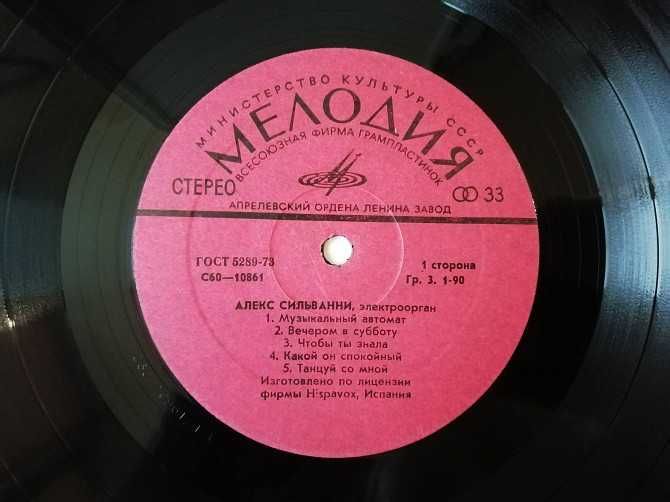 МИНИСТЕРСТВО КУЛЬТУРЫ СССР
МЕЛОДИЯ
ВСЕСОЮЗНАЯ ФИРМА ГРАМПЛАСТИНОК
СТЕРЕО 33
АПРЕЛЕВСКИЙ ОРДЕНА ЛЕНИНА ЗАВОД
ГОСТ 5289-73 1 сторона
С60—10861 Гр. 3. 1-90
АЛЕКС СИЛЬВАННИ, электроорган
1. Музыкальный автомат
2. Вечером в субботу
3. Чтобы ты знала
4. Какой он спокойный
5. Танцуй со мной
Изготовлено по лицензии
фирмы Hispavox, Испания